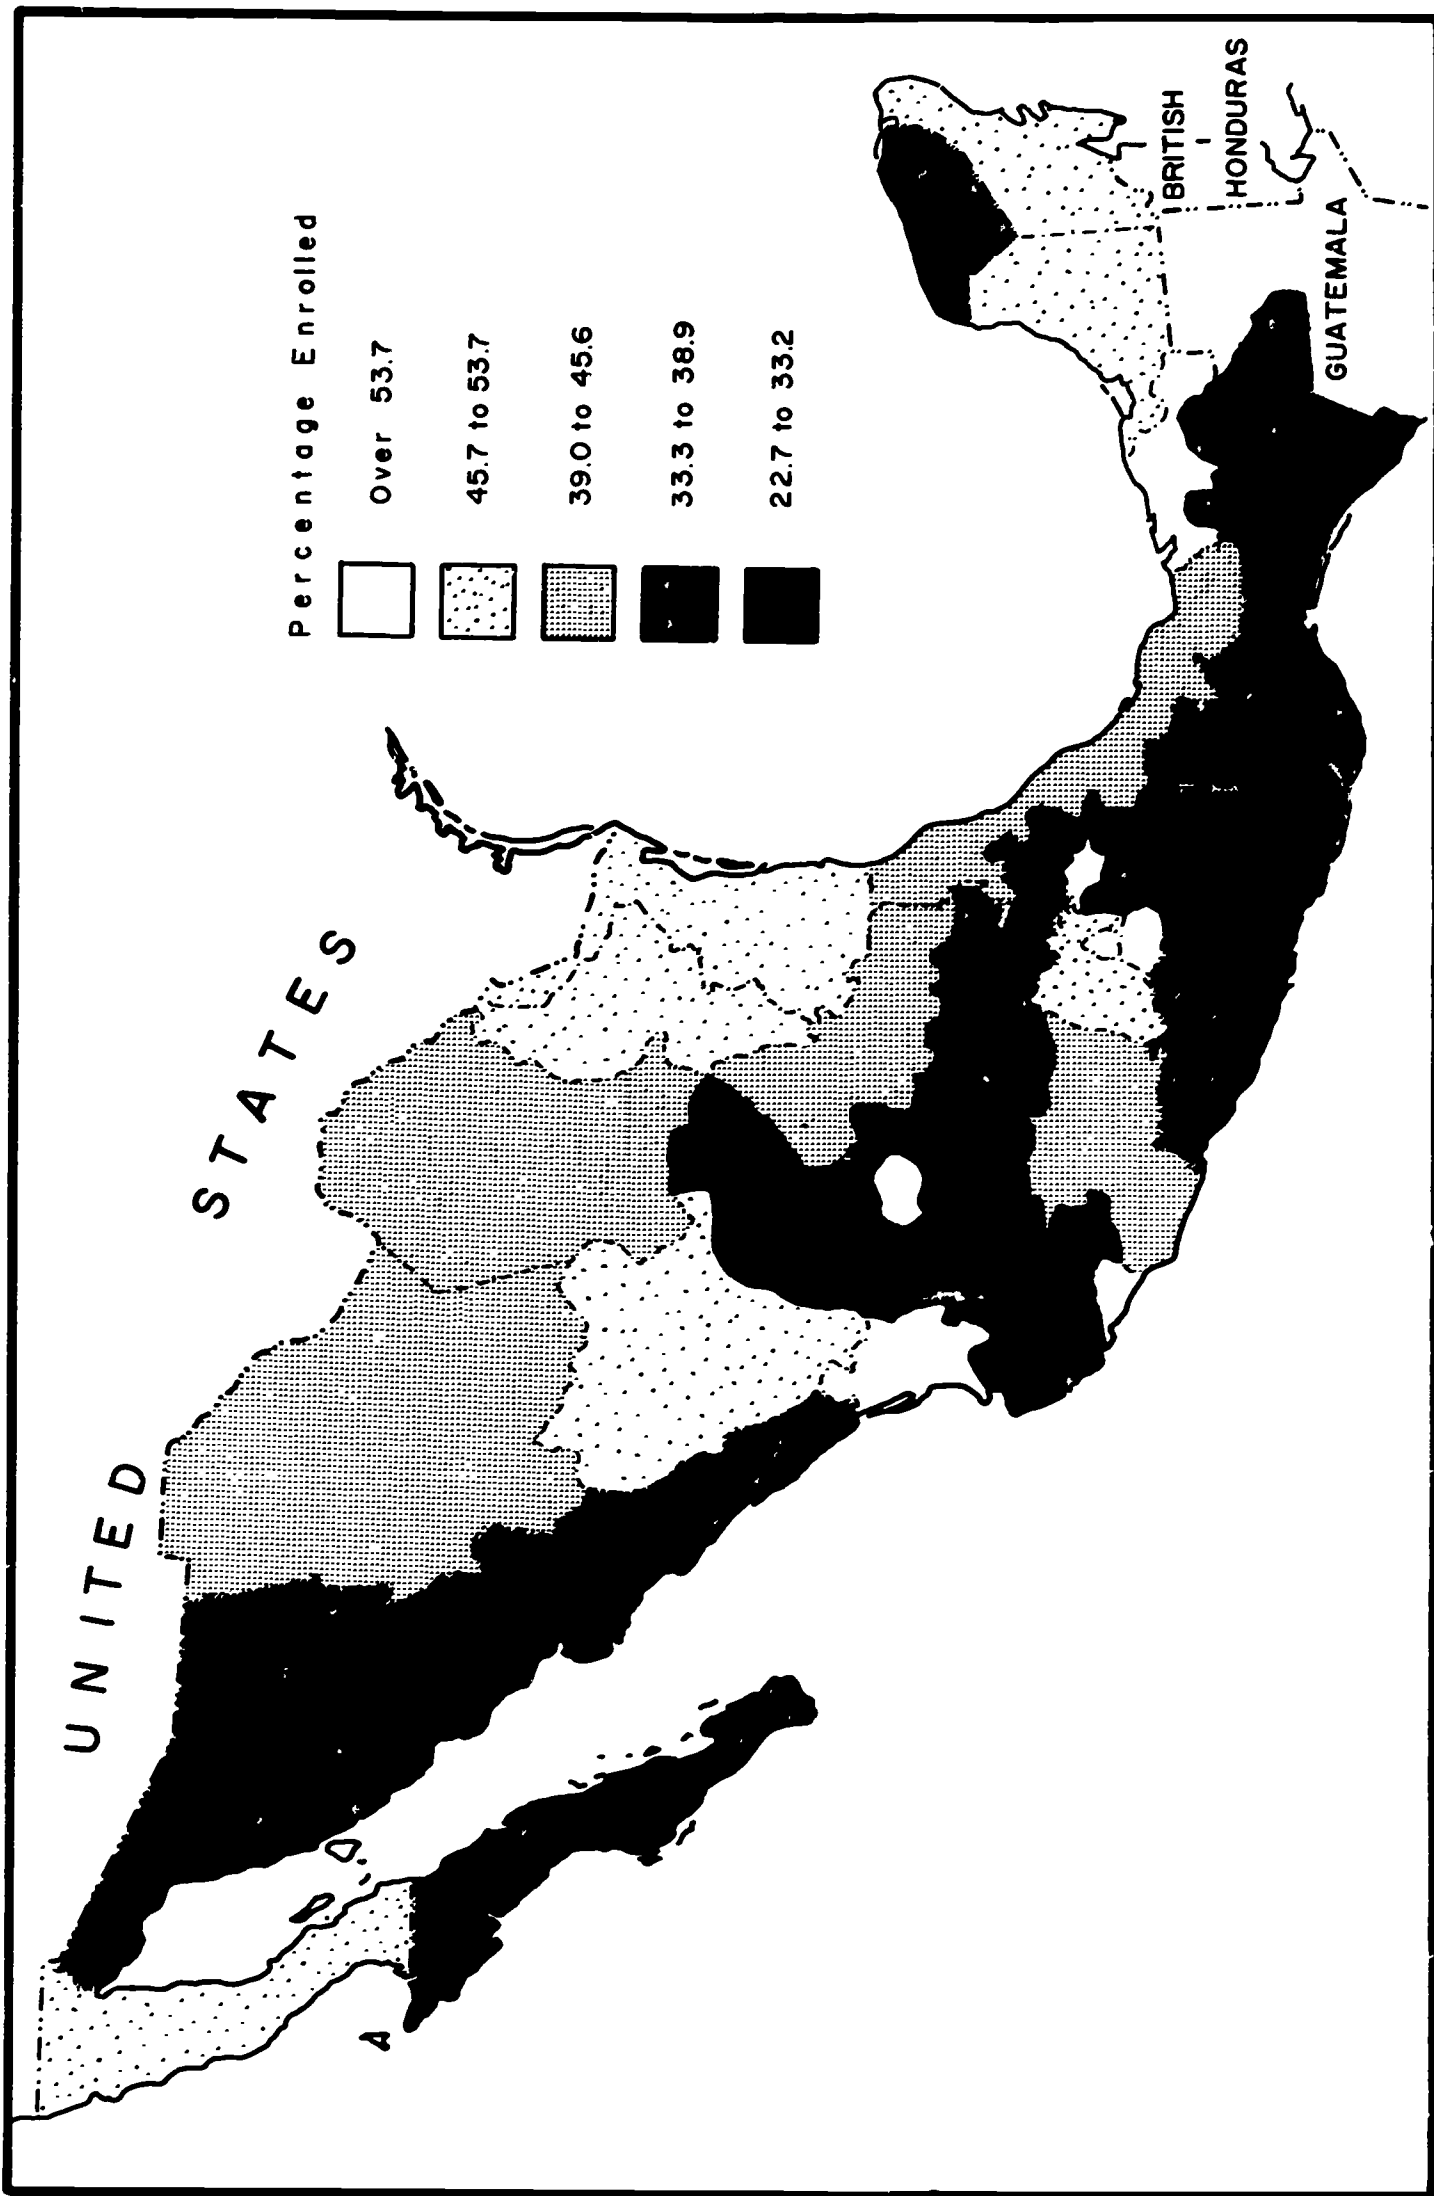 UNITED
STATES
Percentage Enrolled
Over 53.7
45.7 to 53.7
39.0 to 45.6
33.3 to 38.9
22.7 to 33.2
BRITISH
HONDURAS
GUATEMALA